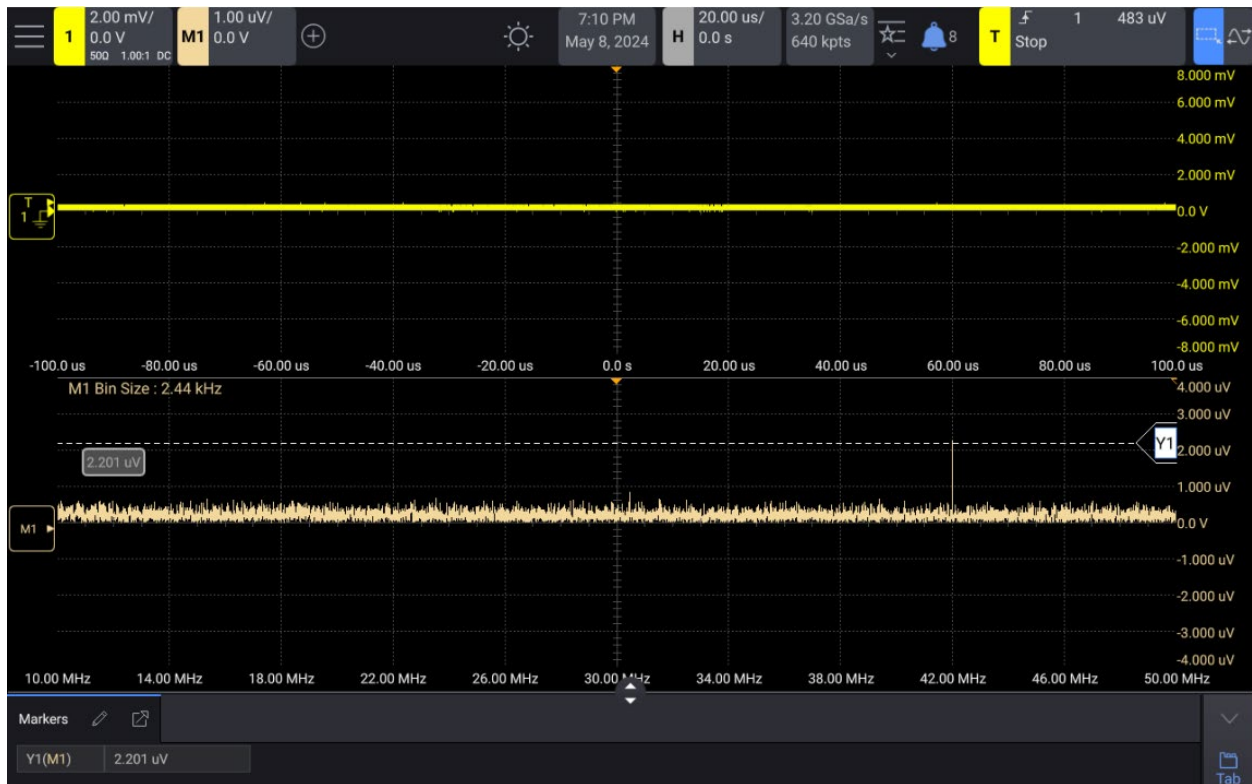 1 2.00 mV/ 0.0 V 50Ω 1.00:1 DC
M1 1.00 uV/ 0.0 V
7:10 PM
May 8, 2024
H 20.00 us/ 0.0 s
3.20 GSa/s
640 kpts
8
T 1 483 uV
Stop
8.000 mV
6.000 mV
4.000 mV
2.000 mV
T
1
0.0 V
-2.000 mV
-4.000 mV
-6.000 mV
-8.000 mV
-100.0 us -80.00 us -60.00 us -40.00 us -20.00 us 0.0 s 20.00 us 40.00 us 60.00 us 80.00 us 100.0 us
M1 Bin Size : 2.44 kHz
4.000 uV
3.000 uV
Y1
2.000 uV
2.201 uV
1.000 uV
M1
0.0 V
-1.000 uV
-2.000 uV
-3.000 uV
-4.000 uV
10.00 MHz 14.00 MHz 18.00 MHz 22.00 MHz 26.00 MHz 30.00 MHz 34.00 MHz 38.00 MHz 42.00 MHz 46.00 MHz 50.00 MHz
Markers
Y1(M1) 2.201 uV
Tab